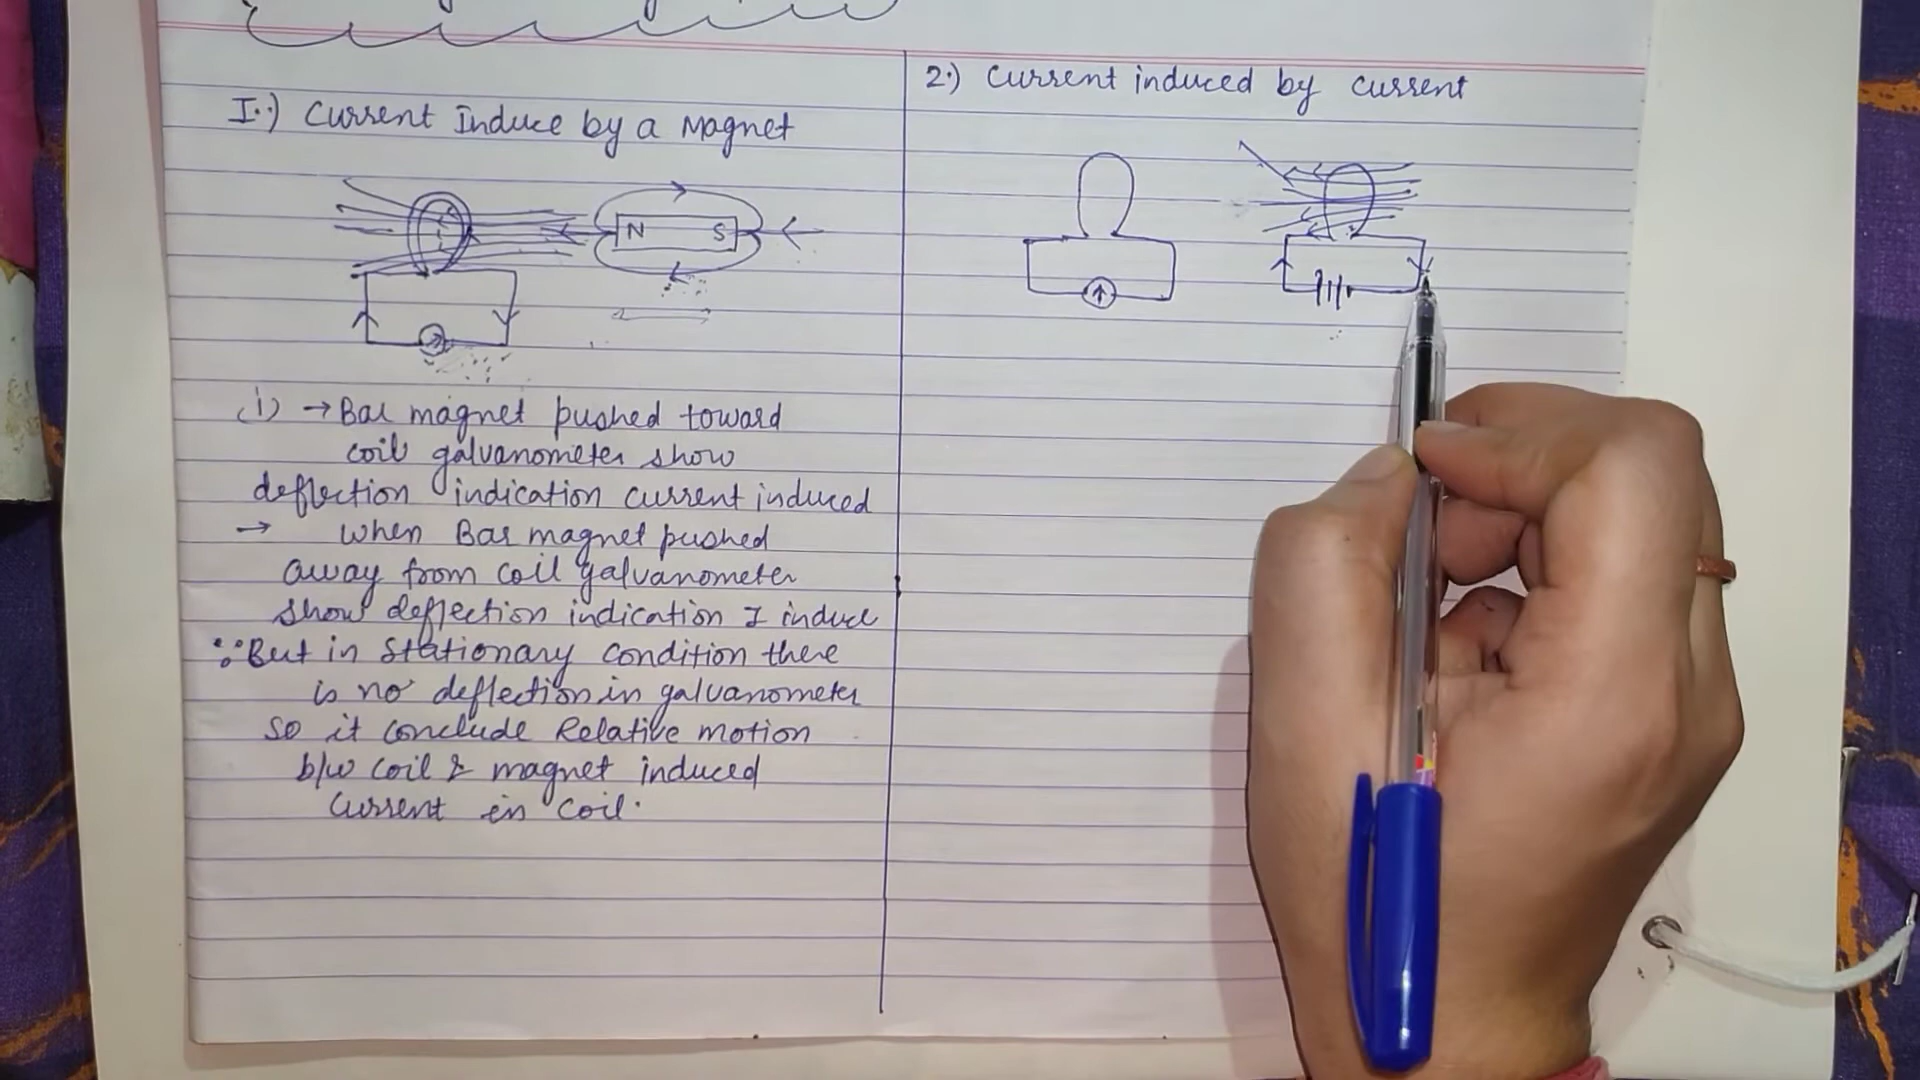 I.) Current Induce by a Magnet
N S
(i) → Bar magnet pushed toward
coil galvanometer show
deflection indication current induced
→ when Bar magnet pushed
away from coil galvanometer
show deflection indication I induce
But in Stationary condition there
is no deflection in galvanometer
so it conclude Relative motion
b/w coil & magnet induced
Current in coil.
2.) Current induced by current